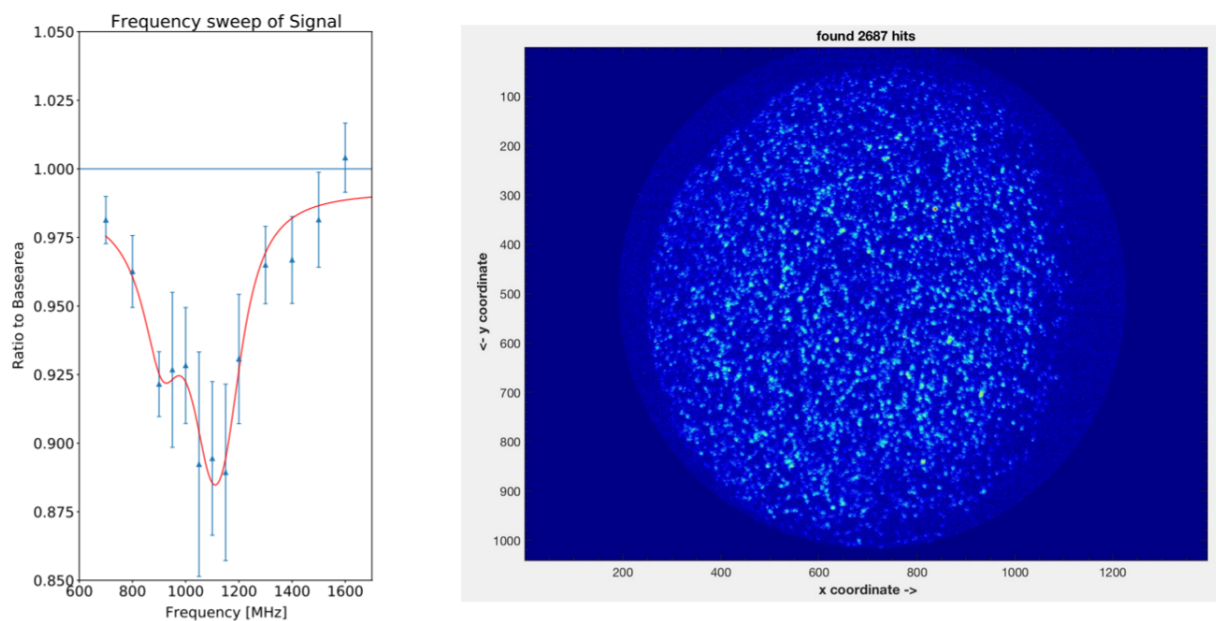 Frequency sweep of Signal
1.050
1.025
1.000
0.975
0.950
0.925
0.900
0.875
0.850
Ratio to Basearea
600 800 1000 1200 1400 1600
Frequency [MHz]
found 2687 hits
100
200
300
400
500
600
700
800
900
1000
<- y coordinate
200 400 600 800 1000 1200
x coordinate ->